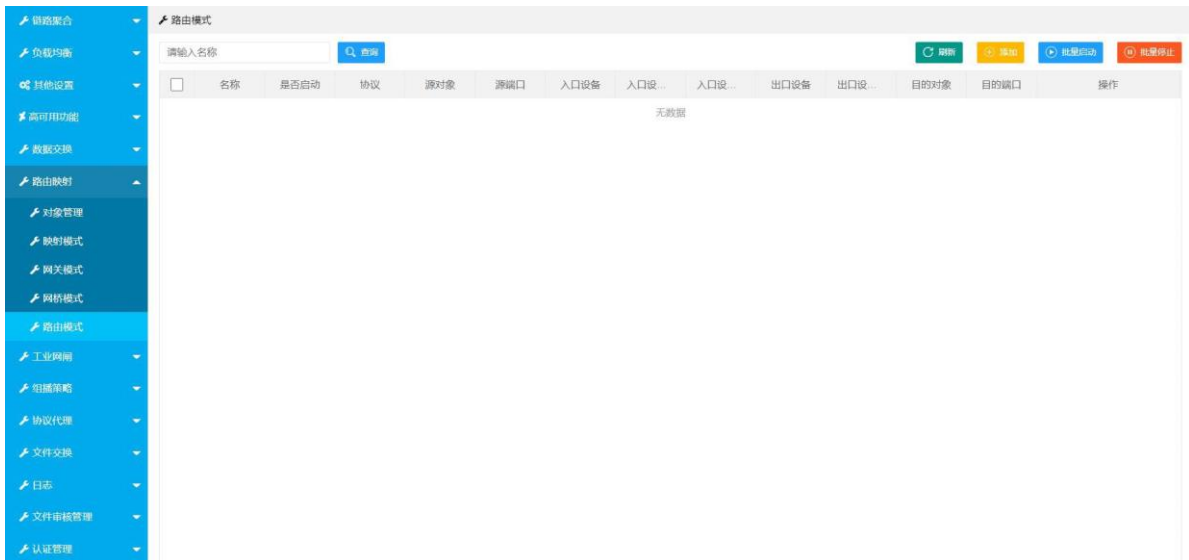 链路聚合
负载均衡
其他设置
高可用功能
数据交换
路由映射
对象管理
映射模式
网关模式
网桥模式
路由模式
工业网闸
组播策略
协议代理
文件交换
日志
文件审核管理
认证管理
路由模式
请输入名称 查询 刷新 添加 批量启动 批量停止
名称 是否启动 协议 源对象 源端口 入口设备 入口设... 入口设... 出口设备 出口设... 目的对象 目的端口 操作
无数据